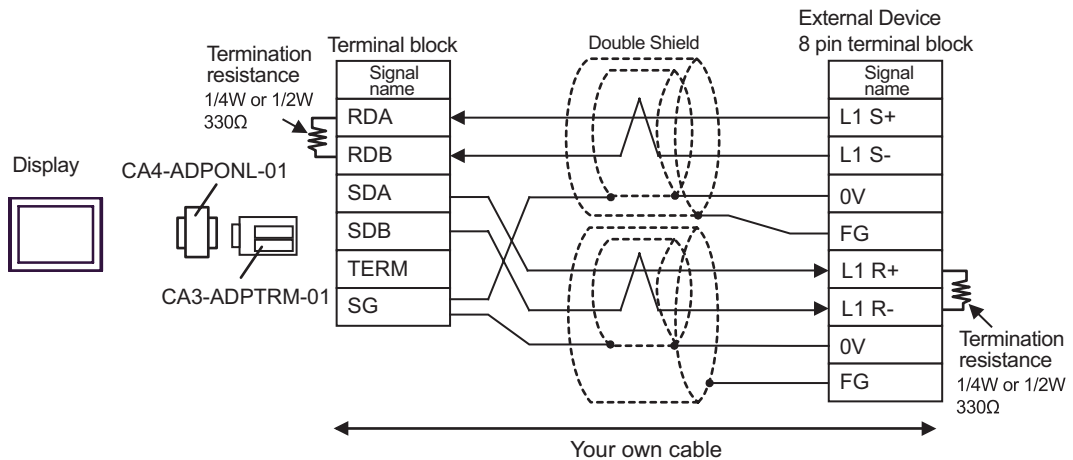 External Device
8 pin terminal block
Double Shield
Terminal block
Termination
resistance
1/4W or 1/2W
330Ω
Signal
name
RDA
RDB
SDA
SDB
TERM
SG
Display
CA4-ADPONL-01
CA3-ADPTRM-01
Signal
name
L1 S+
L1 S-
0V
FG
L1 R+
L1 R-
0V
FG
Termination
resistance
1/4W or 1/2W
330Ω
Your own cable